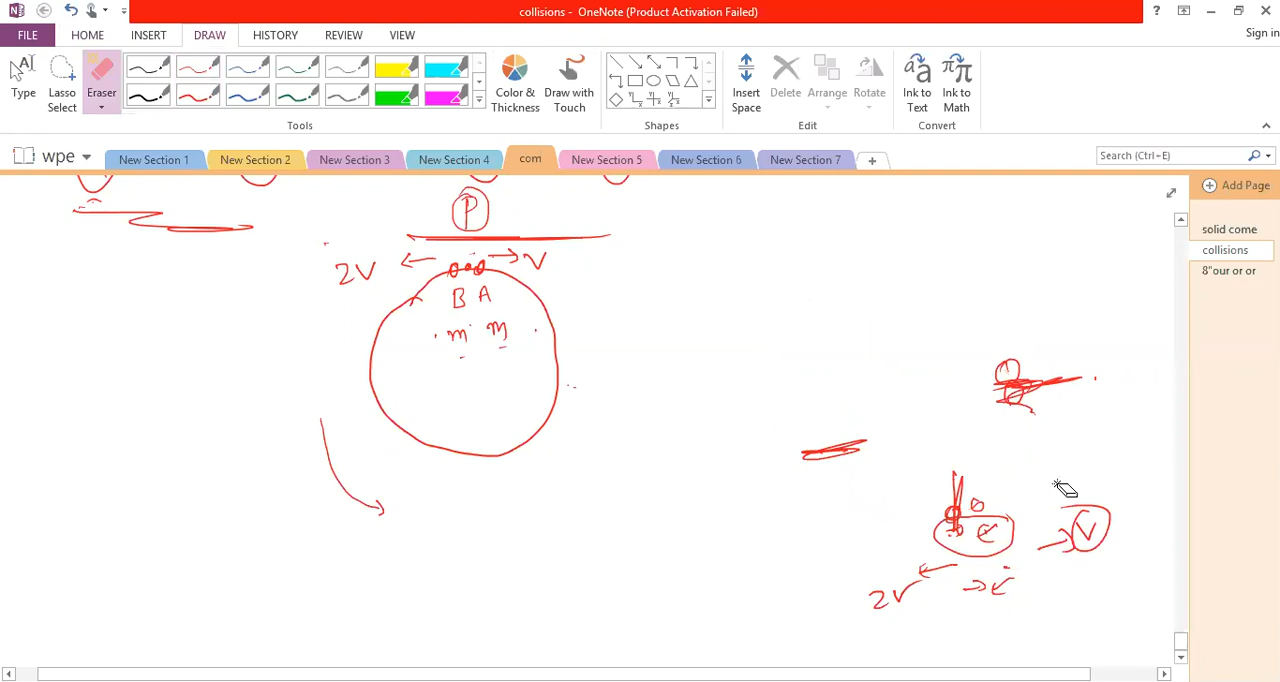 collisions - OneNote (Product Activation Failed)
FILE HOME INSERT DRAW HISTORY REVIEW VIEW Sign in
Type Lasso Select Eraser Color & Thickness Draw with Touch Insert Space Delete Arrange Rotate Ink to Text Ink to Math
Tools Shapes Edit Convert
wpe New Section 1 New Section 2 New Section 3 New Section 4 com New Section 5 New Section 6 New Section 7 Search (Ctrl+E)
Add Page
solid come
collisions
8"our or or
P
2V V
B A
m m
V
2V